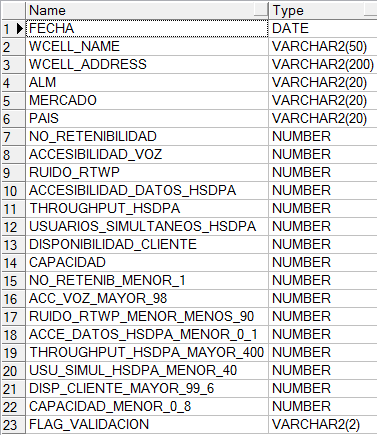 Name Type
1 FECHA DATE
2 WCELL_NAME VARCHAR2(50)
3 WCELL_ADDRESS VARCHAR2(200)
4 ALM VARCHAR2(20)
5 MERCADO VARCHAR2(20)
6 PAIS VARCHAR2(20)
7 NO_RETENIBILIDAD NUMBER
8 ACCESIBILIDAD_VOZ NUMBER
9 RUIDO_RTWP NUMBER
10 ACCESIBILIDAD_DATOS_HSDPA NUMBER
11 THROUGHPUT_HSDPA NUMBER
12 USUARIOS_SIMULTANEOS_HSDPA NUMBER
13 DISPONIBILIDAD_CLIENTE NUMBER
14 CAPACIDAD NUMBER
15 NO_RETENIB_MENOR_1 NUMBER
16 ACC_VOZ_MAYOR_98 NUMBER
17 RUIDO_RTWP_MENOR_MENOS_90 NUMBER
18 ACCE_DATOS_HSDPA_MENOR_0_1 NUMBER
19 THROUGHPUT_HSDPA_MAYOR_400 NUMBER
20 USU_SIMUL_HSDPA_MENOR_40 NUMBER
21 DISP_CLIENTE_MAYOR_99_6 NUMBER
22 CAPACIDAD_MENOR_0_8 NUMBER
23 FLAG_VALIDACION VARCHAR2(2)